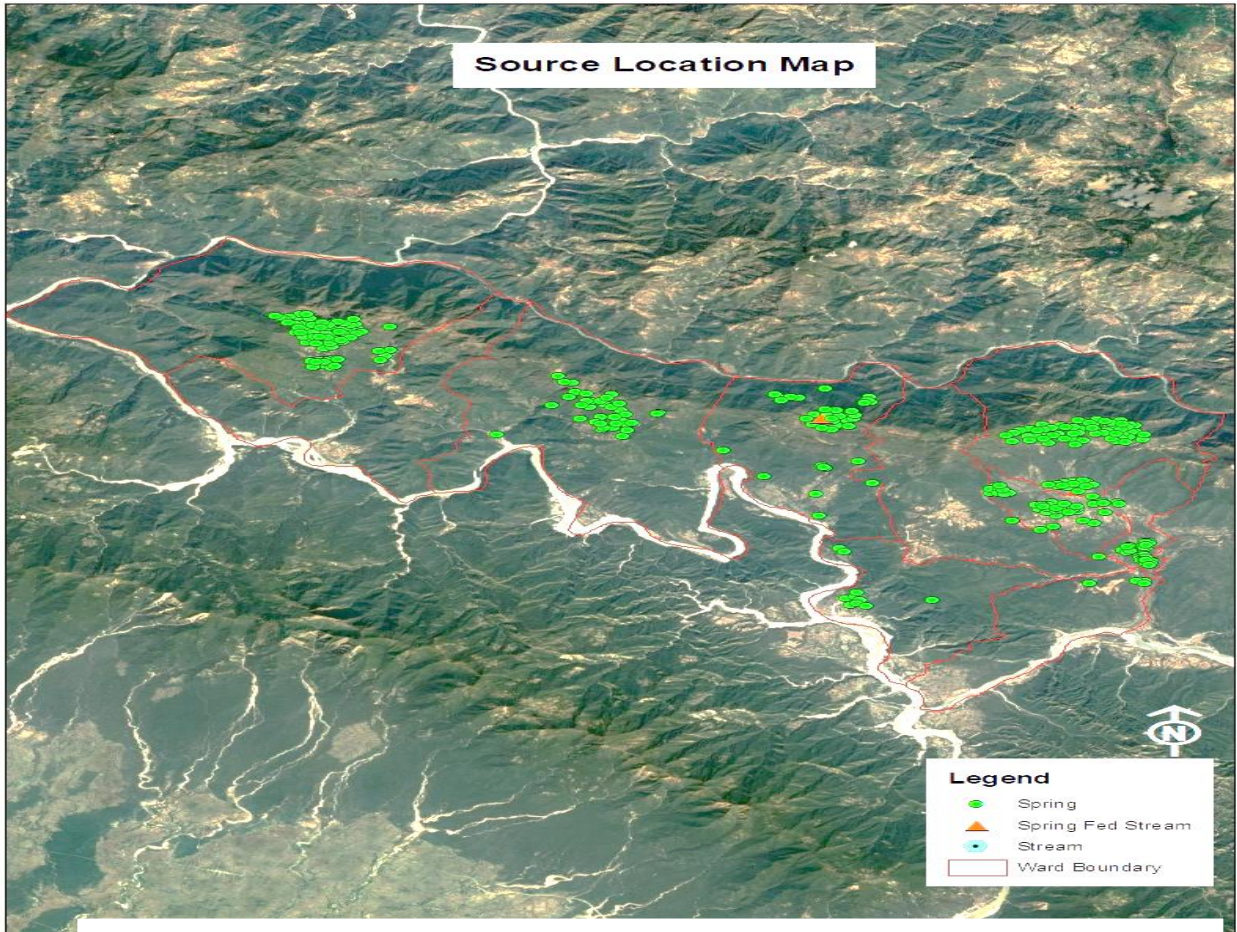 Source Location Map
N
Legend
Spring
Spring Fed Stream
Stream
Ward Boundary